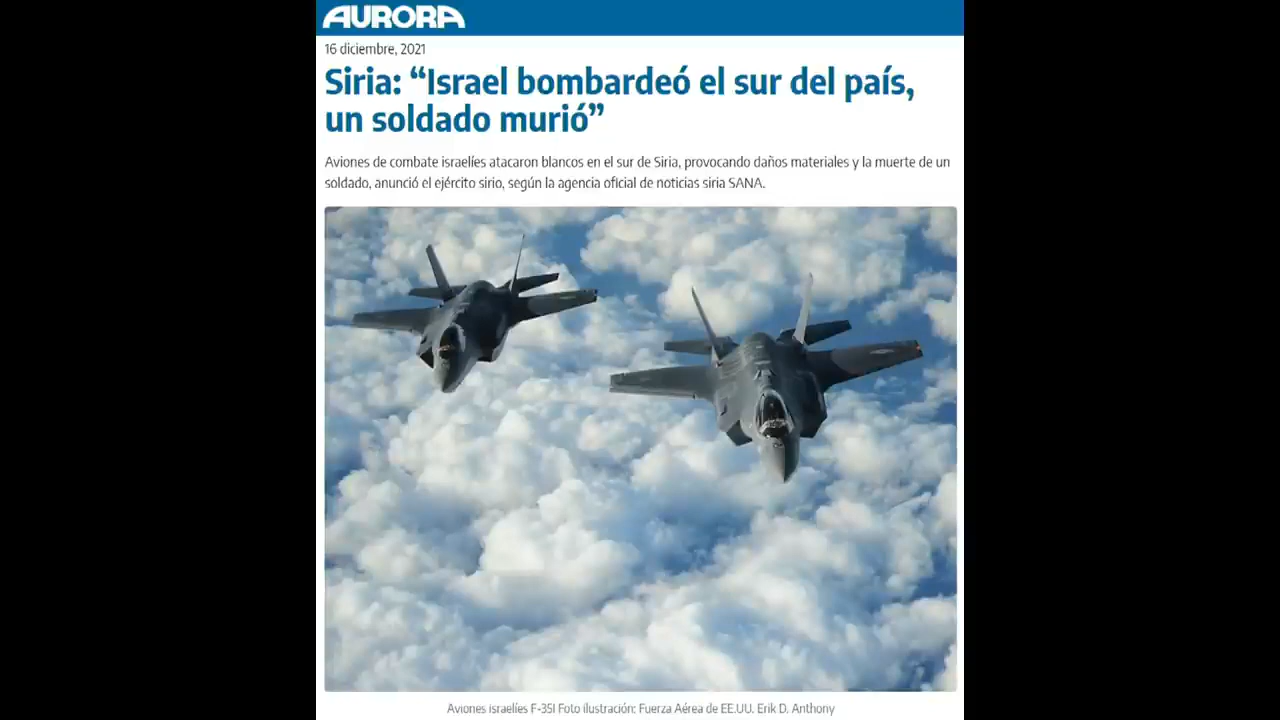 AURORA
16 diciembre, 2021
Siria: “Israel bombardeó el sur del país,
un soldado murió”
Aviones de combate israelíes atacaron blancos en el sur de Siria, provocando daños materiales y la muerte de un
soldado, anunció el ejército sirio, según la agencia oficial de noticias siria SANA.
Aviones israelíes F-35I Foto ilustración: Fuerza Aérea de EE.UU. Erik D. Anthony